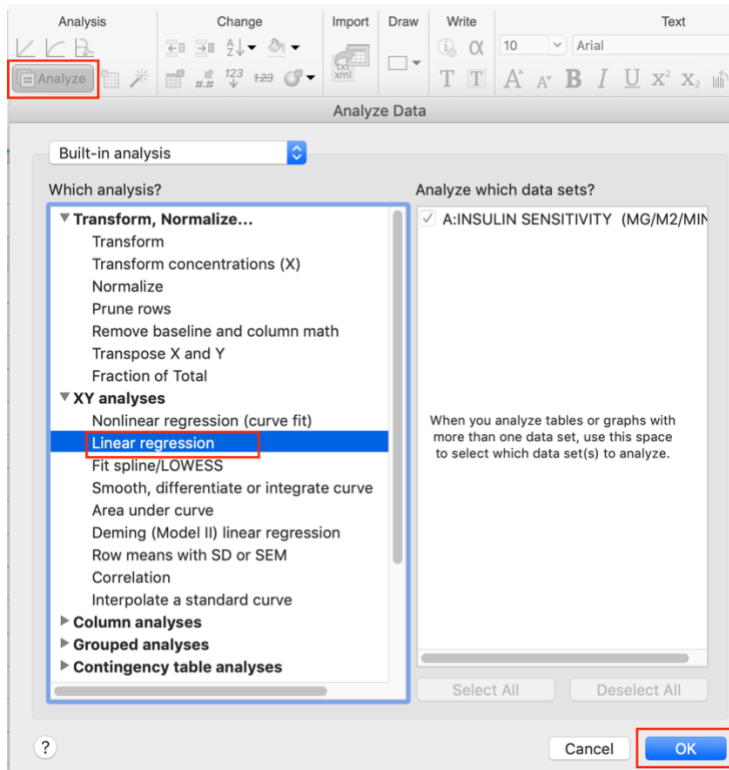 Analysis Change Import Draw Write Text
α 10 Arial
Analyze #.# 123 123 txt xml T T A A B I U X² X₂
Analyze Data
Built-in analysis
Which analysis?
Analyze which data sets?
Transform, Normalize...
Transform
Transform concentrations (X)
Normalize
Prune rows
Remove baseline and column math
Transpose X and Y
Fraction of Total
XY analyses
Nonlinear regression (curve fit)
Linear regression
Fit spline/LOWESS
Smooth, differentiate or integrate curve
Area under curve
Deming (Model II) linear regression
Row means with SD or SEM
Correlation
Interpolate a standard curve
Column analyses
Grouped analyses
Contingency table analyses
A:INSULIN SENSITIVITY (MG/M2/MIN
When you analyze tables or graphs with
more than one data set, use this space
to select which data set(s) to analyze.
Select All Deselect All
? Cancel OK